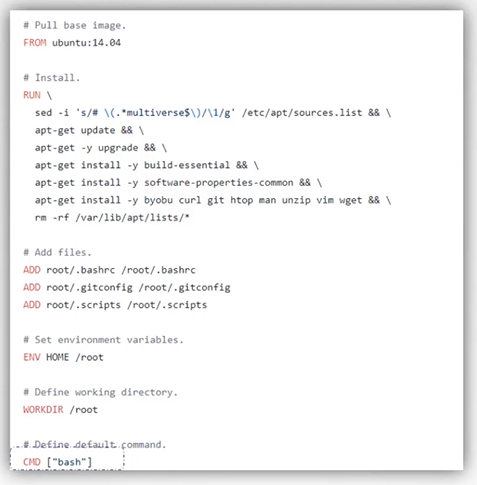 # Pull base image.
FROM ubuntu:14.04
# Install.
RUN \
sed -i 's/# \(.*multiverse$\)/\1/g' /etc/apt/sources.list && \
apt-get update && \
apt-get -y upgrade && \
apt-get install -y build-essential && \
apt-get install -y software-properties-common && \
apt-get install -y byobu curl git htop man unzip vim wget && \
rm -rf /var/lib/apt/lists/*
# Add files.
ADD root/.bashrc /root/.bashrc
ADD root/.gitconfig /root/.gitconfig
ADD root/.scripts /root/.scripts
# Set environment variables.
ENV HOME /root
# Define working directory.
WORKDIR /root
# Define default command.
CMD ["bash"]